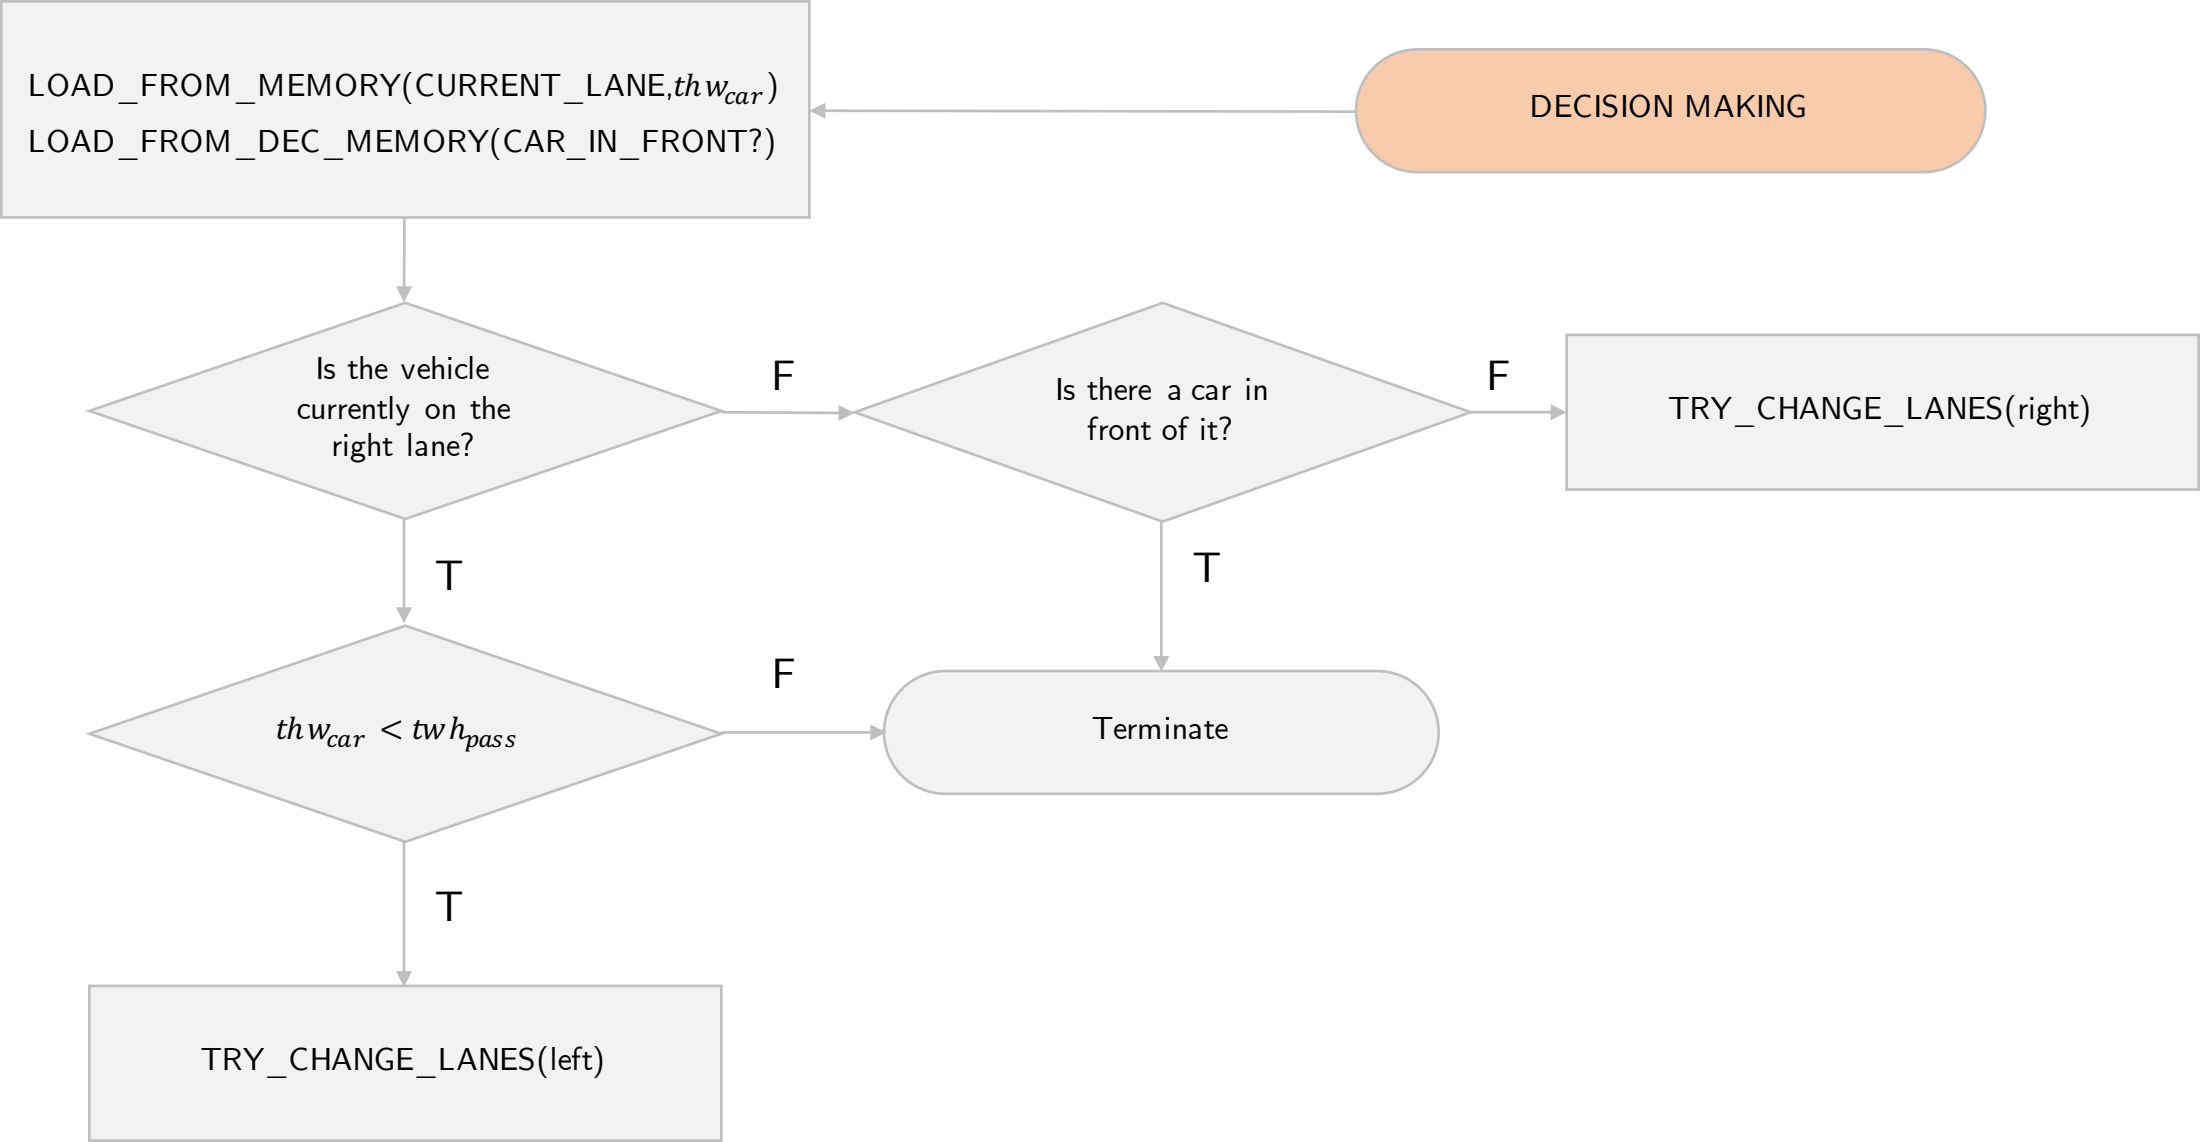 LOAD_FROM_MEMORY(CURRENT_LANE,thw_car)
LOAD_FROM_DEC_MEMORY(CAR_IN_FRONT?)
DECISION MAKING
Is the vehicle
currently on the
right lane?
F
Is there a car in
front of it?
F
TRY_CHANGE_LANES(right)
T
T
thw_car < twh_pass
F
Terminate
T
TRY_CHANGE_LANES(left)